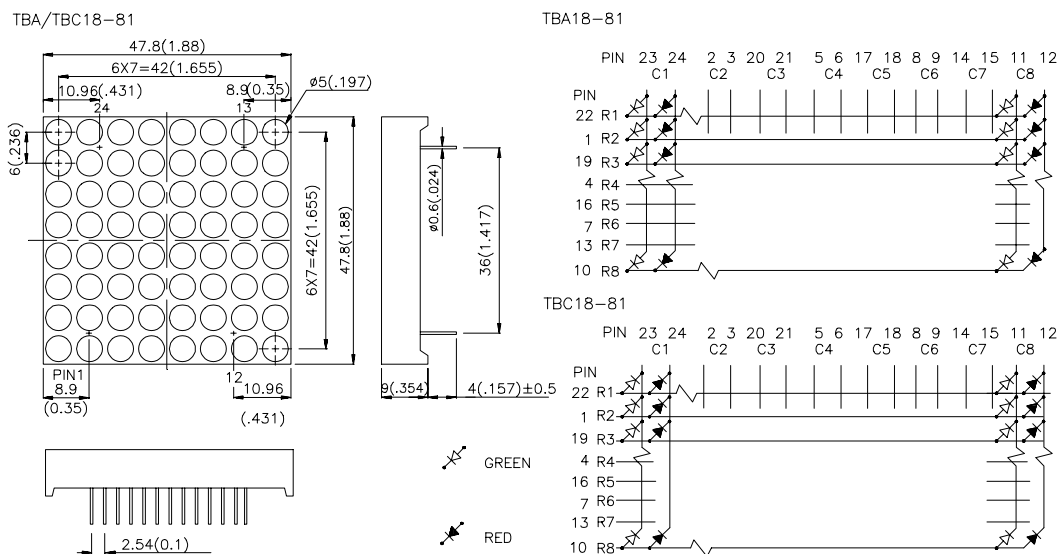 TBA/TBC18-81
47.8(1.88)
6X7=42(1.655)
10.96(.431)
8.9(0.35)
ø5(.197)
24
13
6(.236)
6X7=42(1.655)
47.8(1.88)
PIN1
12
8.9
(0.35)
10.96
(.431)
ø0.6(.024)
36(1.417)
9(.354)
4(.157)±0.5
2.54(0.1)
GREEN
RED
TBA18-81
PIN 23 24 2 3 20 21 5 6 17 18 8 9 14 15 11 12
C1 C2 C3 C4 C5 C6 C7 C8
PIN
22 R1
1 R2
19 R3
4 R4
16 R5
7 R6
13 R7
10 R8
TBC18-81
PIN 23 24 2 3 20 21 5 6 17 18 8 9 14 15 11 12
C1 C2 C3 C4 C5 C6 C7 C8
PIN
22 R1
1 R2
19 R3
4 R4
16 R5
7 R6
13 R7
10 R8